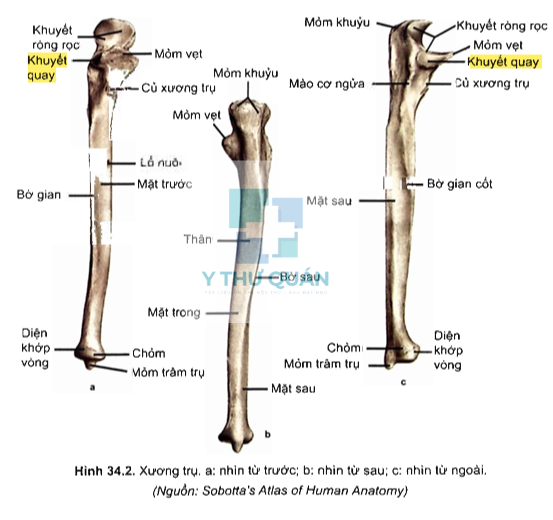 Khuyết
ròng rọc
Khuyết
quay
Mỏm vẹt
Củ xương trụ
Lỗ nuôi
Mặt trước
Bờ gian
Diện
khớp
vòng
Chỏm
Mỏm trâm trụ
a
Mỏm khuỷu
Mỏm vẹt
Thân
Bờ sau
Mặt trong
Mặt sau
b
Mỏm khuỷu
Khuyết ròng rọc
Mỏm vẹt
Khuyết quay
Mào cơ ngửa
Củ xương trụ
Bờ gian cốt
Mặt sau
Chỏm
Mỏm trâm trụ
Diện
khớp
vòng
c
Y THƯ QUÁN
Hình 34.2. Xương trụ. a: nhìn từ trước; b: nhìn từ sau; c: nhìn từ ngoài.
(Nguồn: Sobotta's Atlas of Human Anatomy)